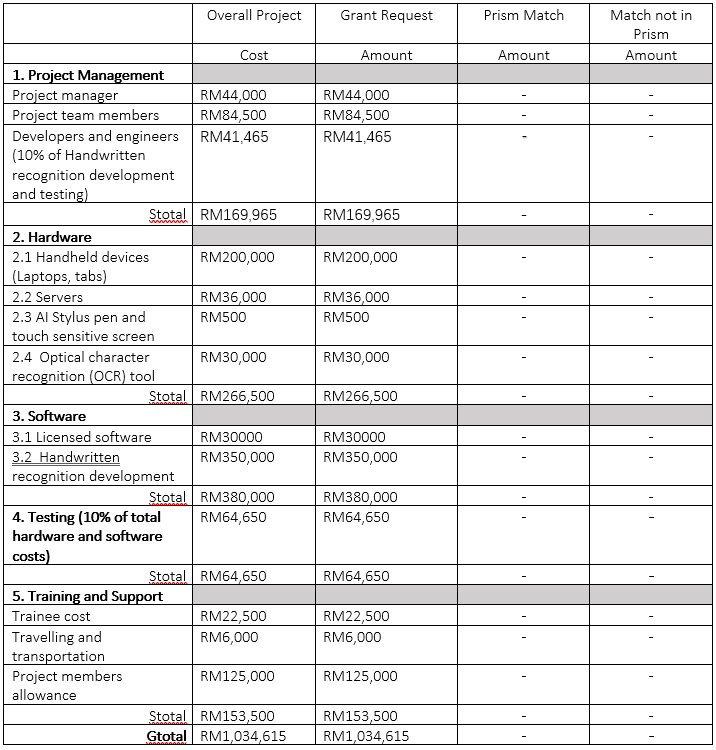 Overall Project Grant Request Prism Match Match not in
Prism
Cost Amount Amount Amount
1. Project Management
Project manager RM44,000 RM44,000 - -
Project team members RM84,500 RM84,500 - -
Developers and engineers RM41,465 RM41,465 - -
(10% of Handwritten
recognition development
and testing)
Stotal RM169,965 RM169,965 - -
2. Hardware
2.1 Handheld devices RM200,000 RM200,000 - -
(Laptops, tabs)
2.2 Servers RM36,000 RM36,000 - -
2.3 AI Stylus pen and RM500 RM500 - -
touch sensitive screen
2.4 Optical character RM30,000 RM30,000 - -
recognition (OCR) tool
Stotal RM266,500 RM266,500 - -
3. Software
3.1 Licensed software RM30000 RM30000 - -
3.2 Handwritten RM350,000 RM350,000 - -
recognition development
Stotal RM380,000 RM380,000 - -
4. Testing (10% of total RM64,650 RM64,650 - -
hardware and software
costs)
Stotal RM64,650 RM64,650 - -
5. Training and Support
Trainee cost RM22,500 RM22,500 - -
Travelling and RM6,000 RM6,000 - -
transportation
Project members RM125,000 RM125,000 - -
allowance
Stotal RM153,500 RM153,500 - -
Gtotal RM1,034,615 RM1,034,615 - -